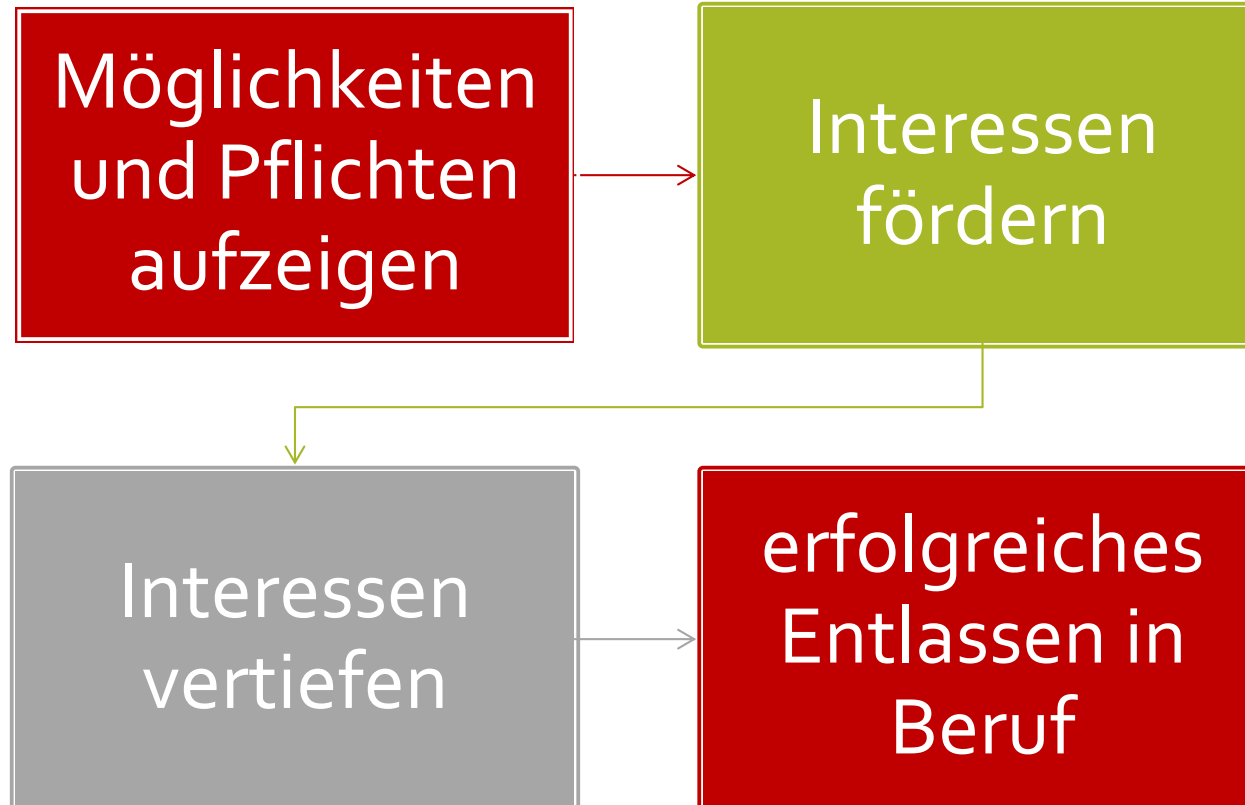 Möglichkeiten
und Pflichten
aufzeigen
Interessen
fördern
Interessen
vertiefen
erfolgreiches
Entlassen in
Beruf